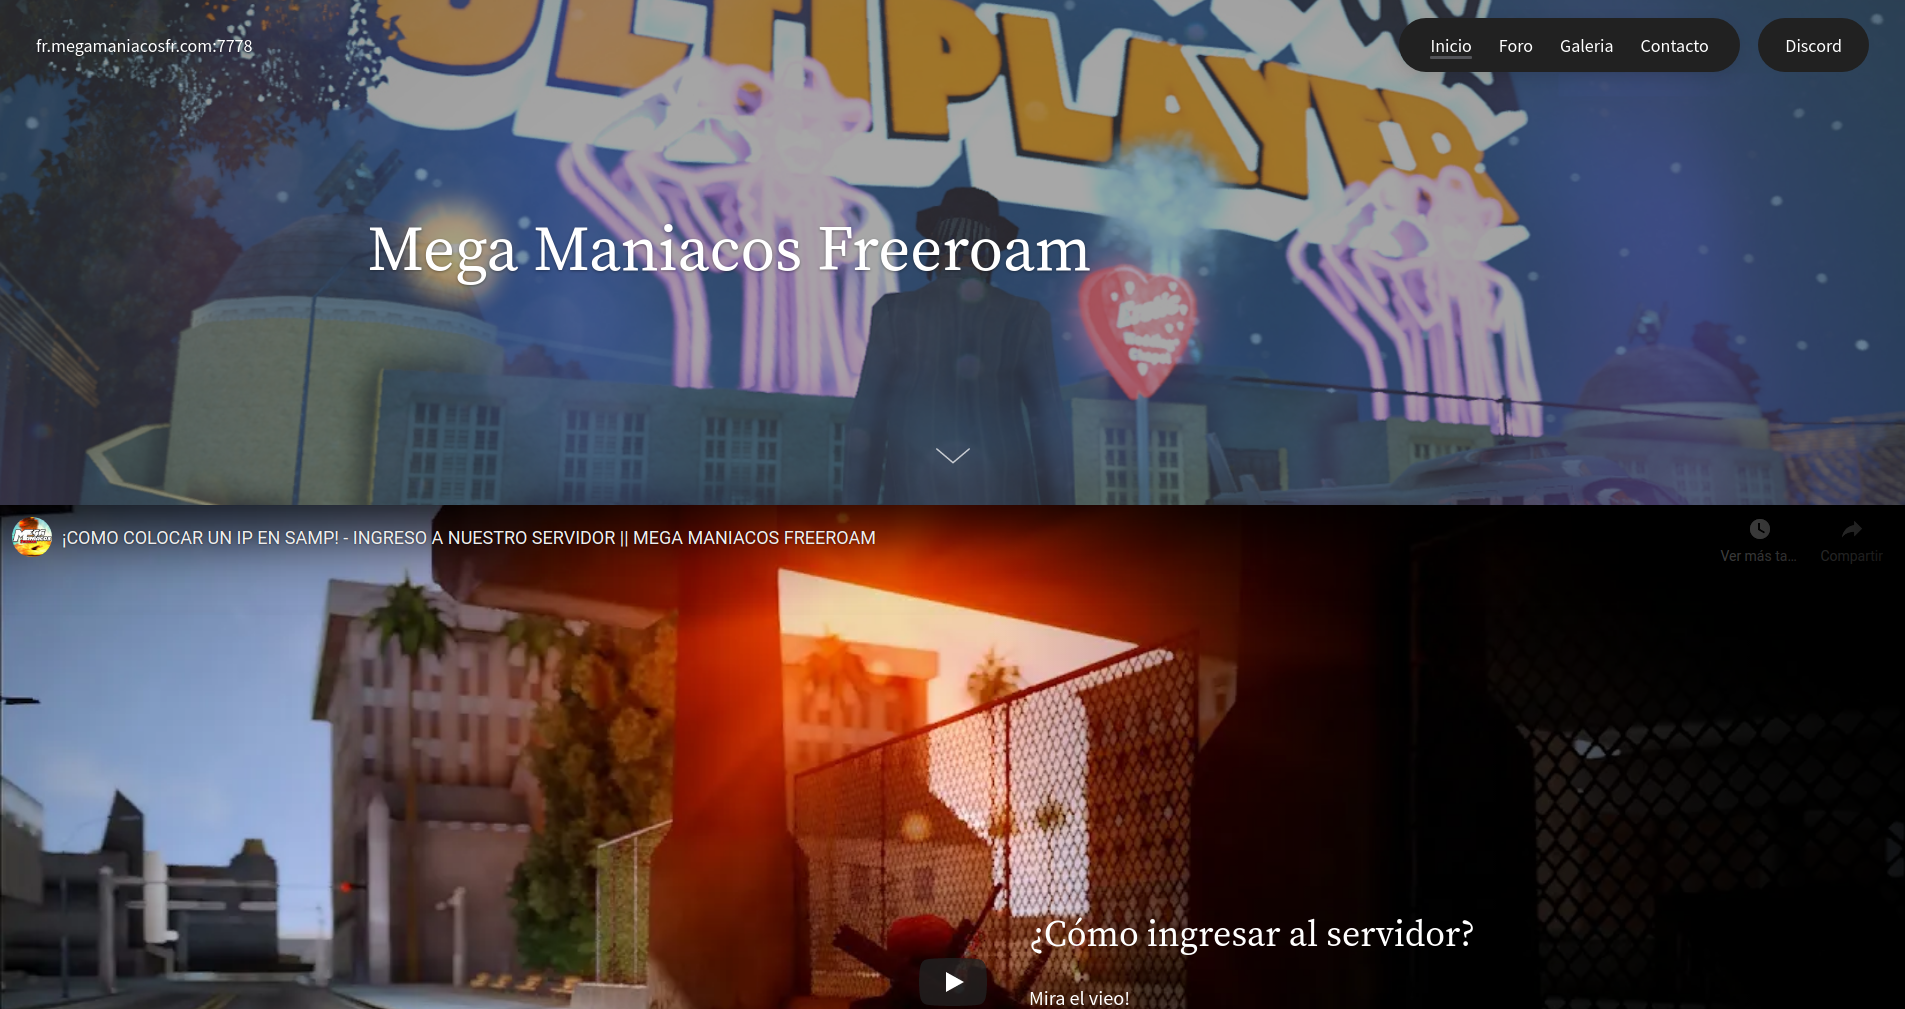 ULTIPLAYER
fr.megamaniacosfr.com:7778
Inicio
Foro
Galeria
Contacto
Discord
Mega Maniacos Freeroam
¡COMO COLOCAR UN IP EN SAMP! - INGRESO A NUESTRO SERVIDOR || MEGA MANIACOS FREEROAM
Ver más ta...
Compartir
¿Cómo ingresar al servidor?
Mira el vieo!